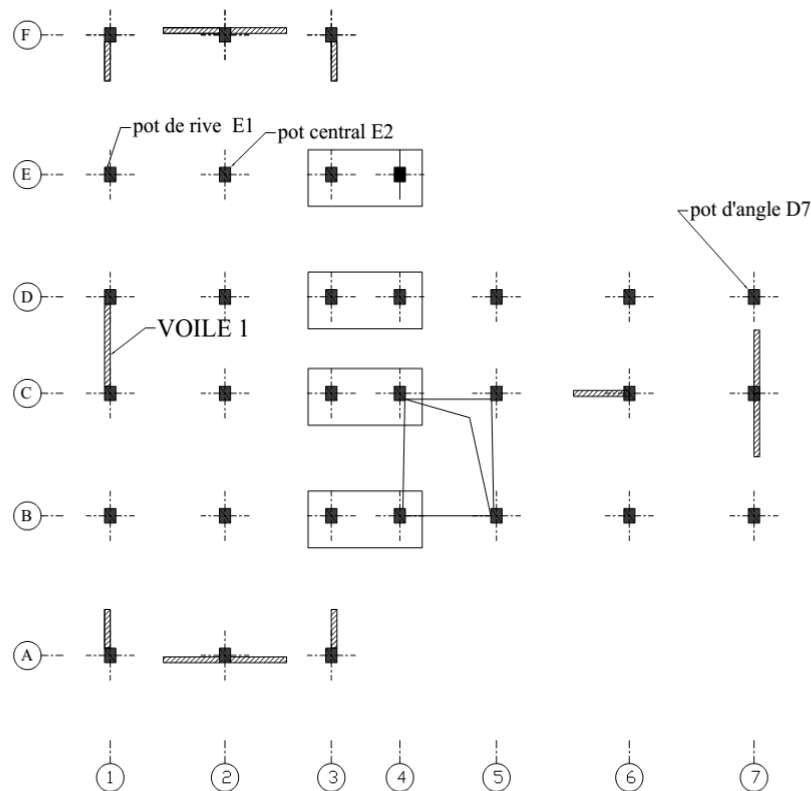 F
pot de rive E1
pot central E2
E
pot d'angle D7
D
VOILE 1
C
B
A
1 2 3 4 5 6 7